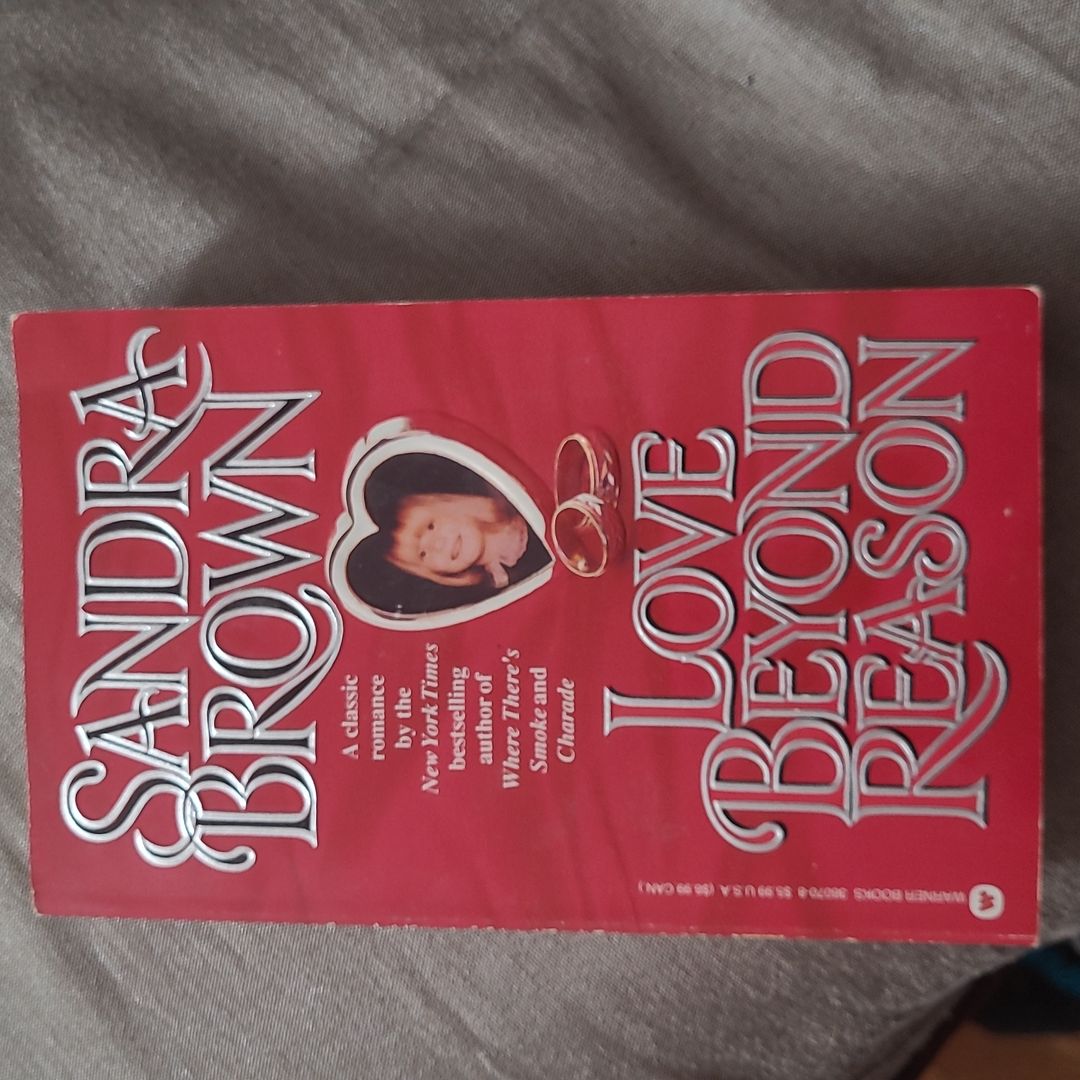 SANDRA
BROWN
A classic
romance
by the
New York Times
bestselling
author of
Where There's
Smoke and
Charade
LOVE
BEYOND
REASON
WARNER BOOKS 36070-8 $5.99 U.S.A. ($6.99 CAN.)